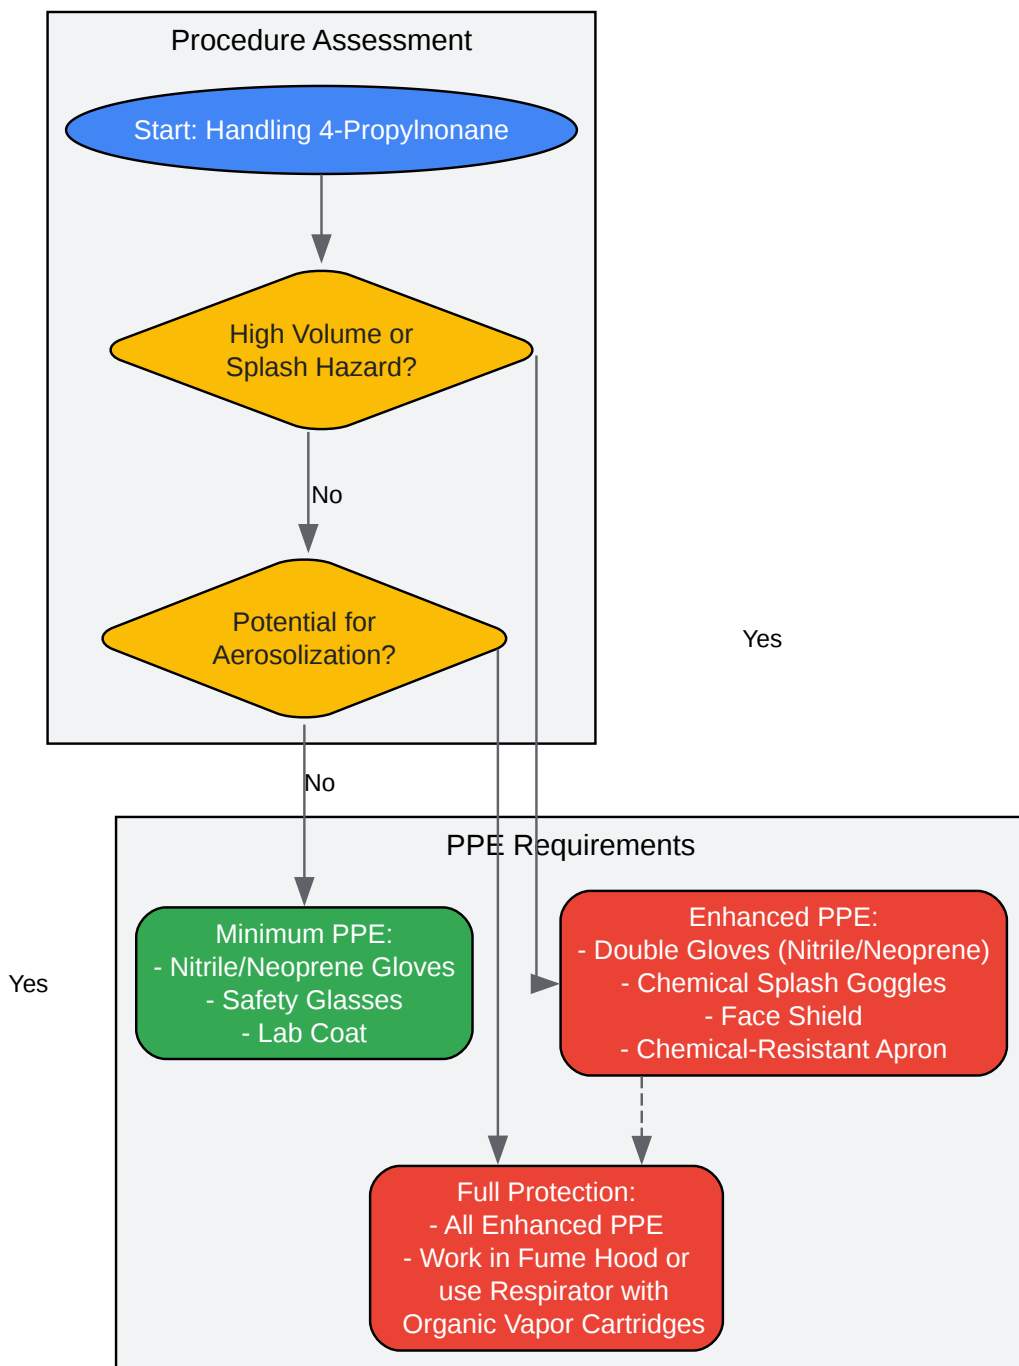 Procedure Assessment
Start: Handling 4-Propylnonane
High Volume or
Splash Hazard?
No
Potential for
Aerosolization?
Yes
No
PPE Requirements
Minimum PPE:
- Nitrile/Neoprene Gloves
- Safety Glasses
- Lab Coat
Enhanced PPE:
- Double Gloves (Nitrile/Neoprene)
- Chemical Splash Goggles
- Face Shield
- Chemical-Resistant Apron
Yes
Full Protection:
- All Enhanced PPE
- Work in Fume Hood or
use Respirator with
Organic Vapor Cartridges